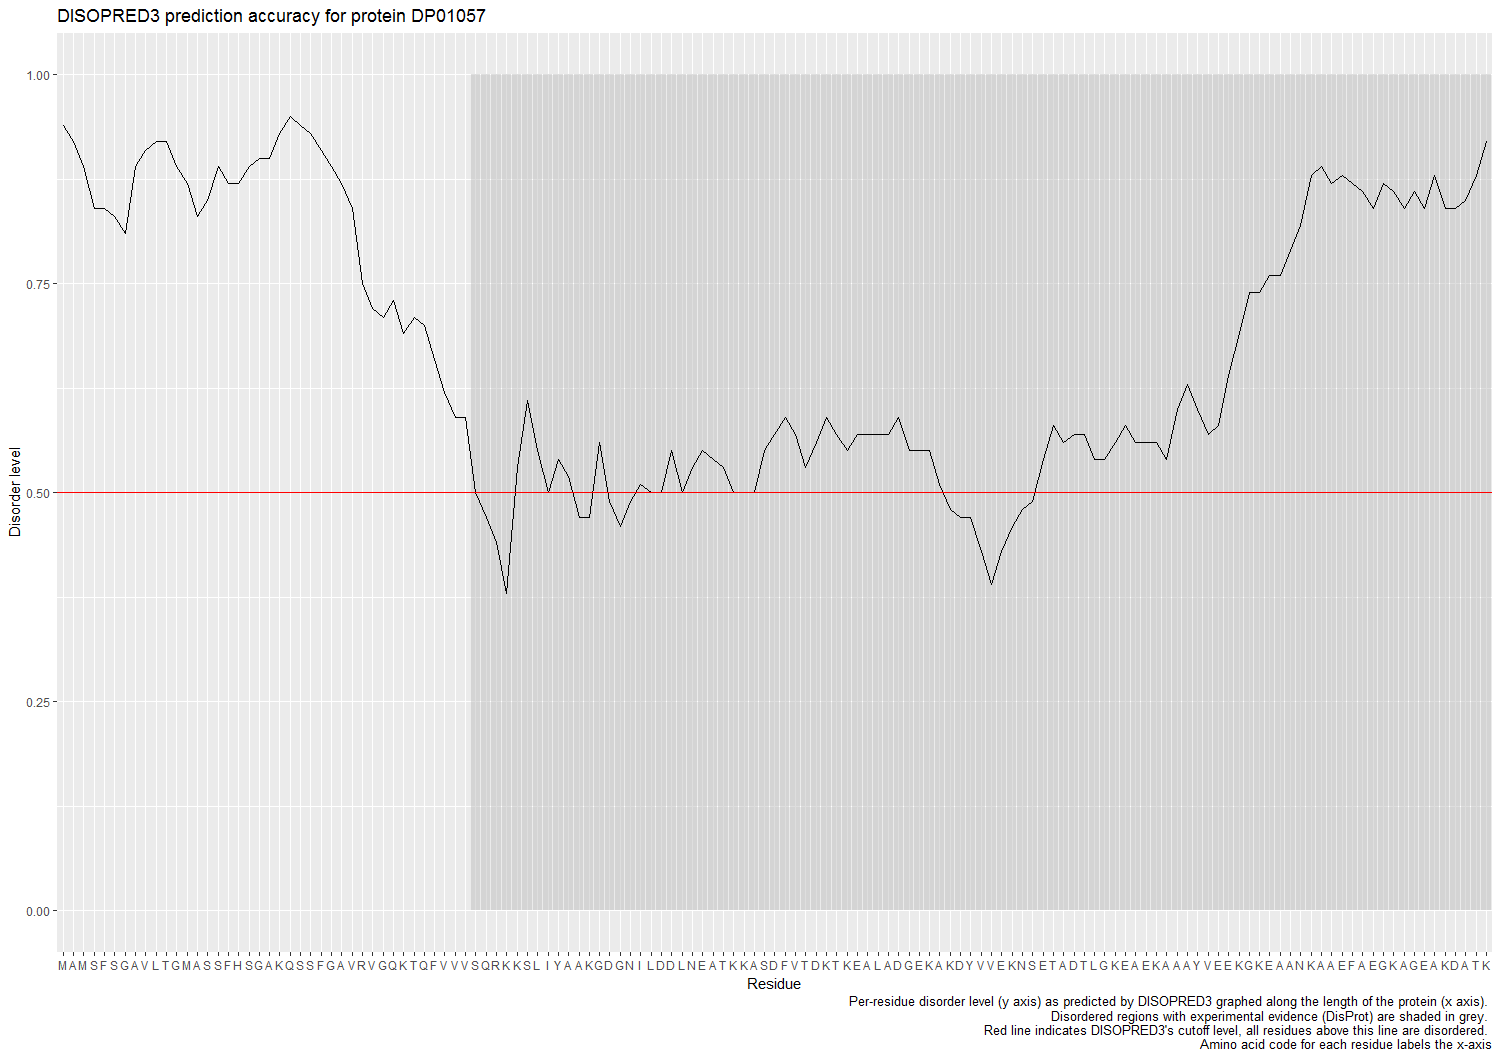 DISOPRED3 prediction accuracy for protein DP01057
1.00
0.75
0.50
0.25
0.00
Disorder level
M A M S F S G A V L T G M A S S F H S G A K Q S S F G A V R V G Q K T Q F V V V S Q R K K S L I Y A A K G D G N I L D D L N E A T K K A S D F V T D K T K E A L A D G E K A K D Y V V E K N S E T A D T L G K E A E K A A A Y V E E K G K E A A N K A A E F A E G K A G E A K D A T K
Residue
Per-residue disorder level (y axis) as predicted by DISOPRED3 graphed along the length of the protein (x axis).
Disordered regions with experimental evidence (DisProt) are shaded in grey.
Red line indicates DISOPRED3's cutoff level, all residues above this line are disordered.
Amino acid code for each residue labels the x-axis